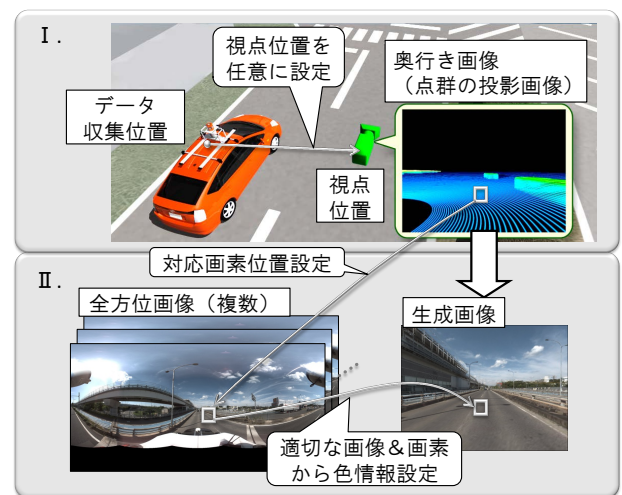 Ⅰ.
視点位置を
任意に設定
奥行き画像
（点群の投影画像）
データ
収集位置
視点
位置
対応画素位置設定
Ⅱ.
全方位画像（複数）
生成画像
適切な画像＆画素
から色情報設定